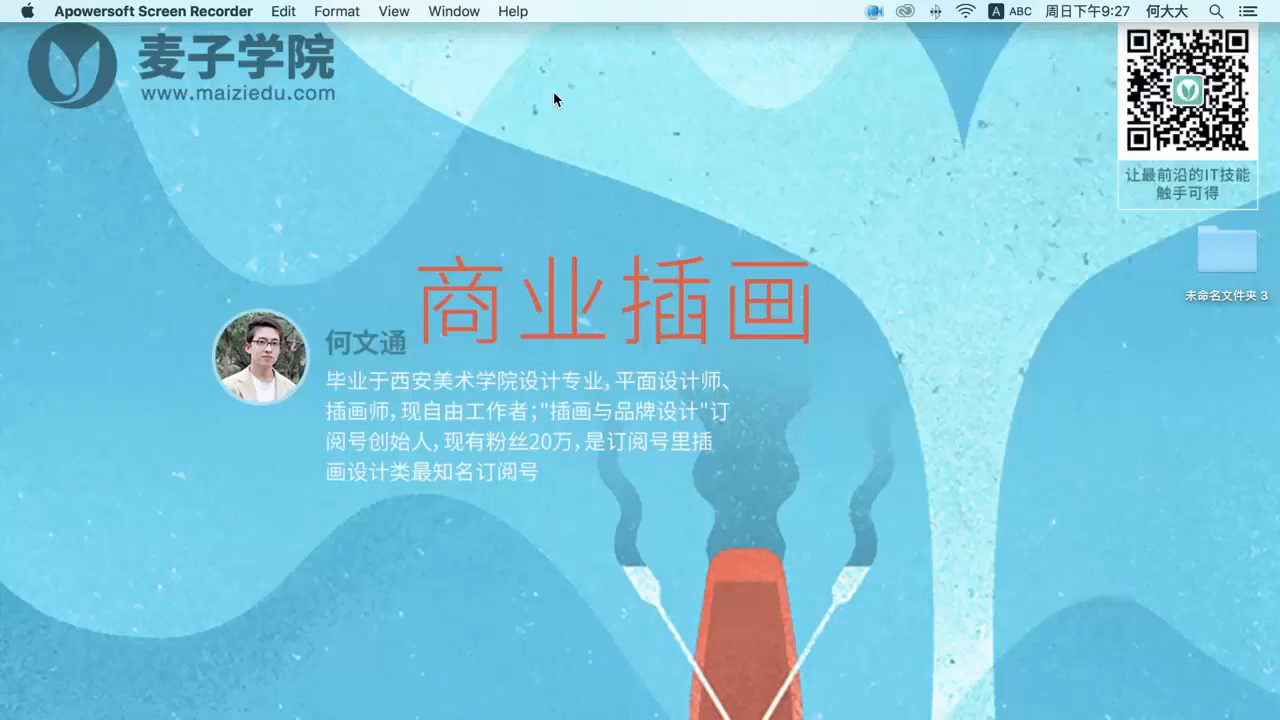 Apowersoft Screen Recorder Edit Format View Window Help A ABC 周日下午9:27 何大大
麦子学院
www.maiziedu.com
让最前沿的IT技能
触手可得
未命名文件夹 3
商业插画
何文通
毕业于西安美术学院设计专业,平面设计师、
插画师,现自由工作者;"插画与品牌设计"订
阅号创始人,现有粉丝20万,是订阅号里插
画设计类最知名订阅号